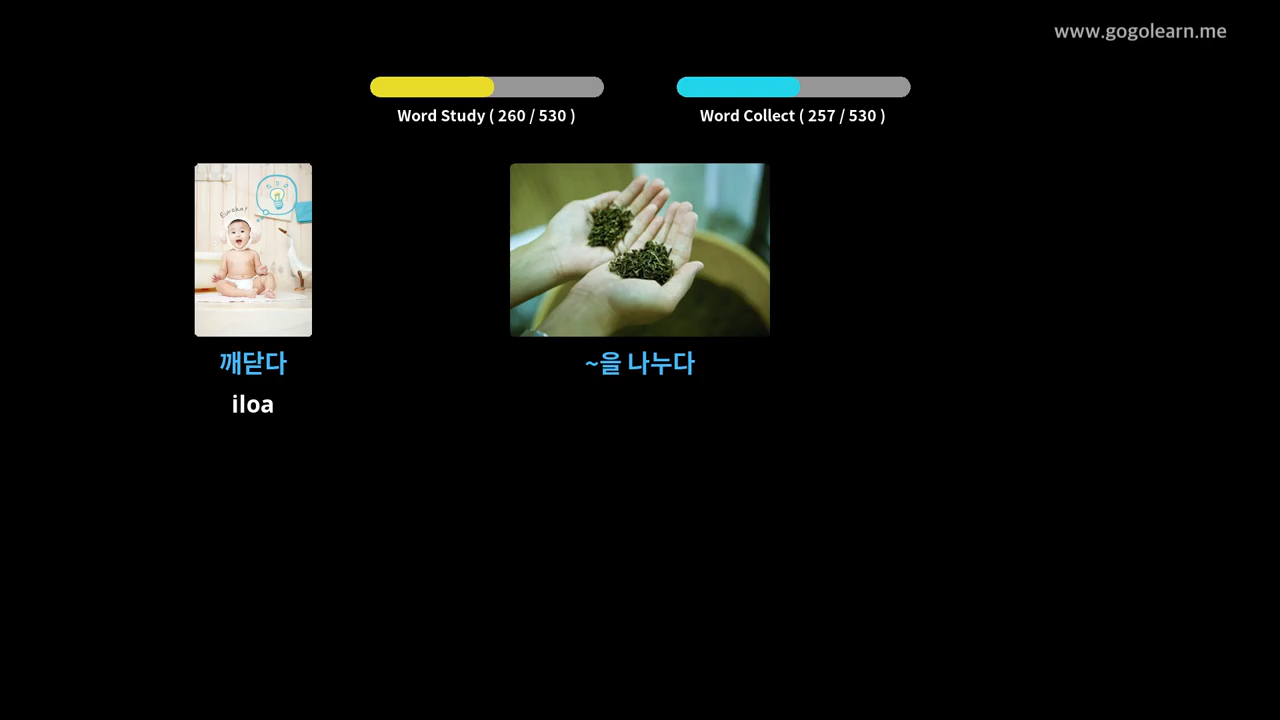 www.gogolearn.me
Word Study ( 260 / 530 )
Word Collect ( 257 / 530 )
Eureka!
깨닫다
~을 나누다
iloa